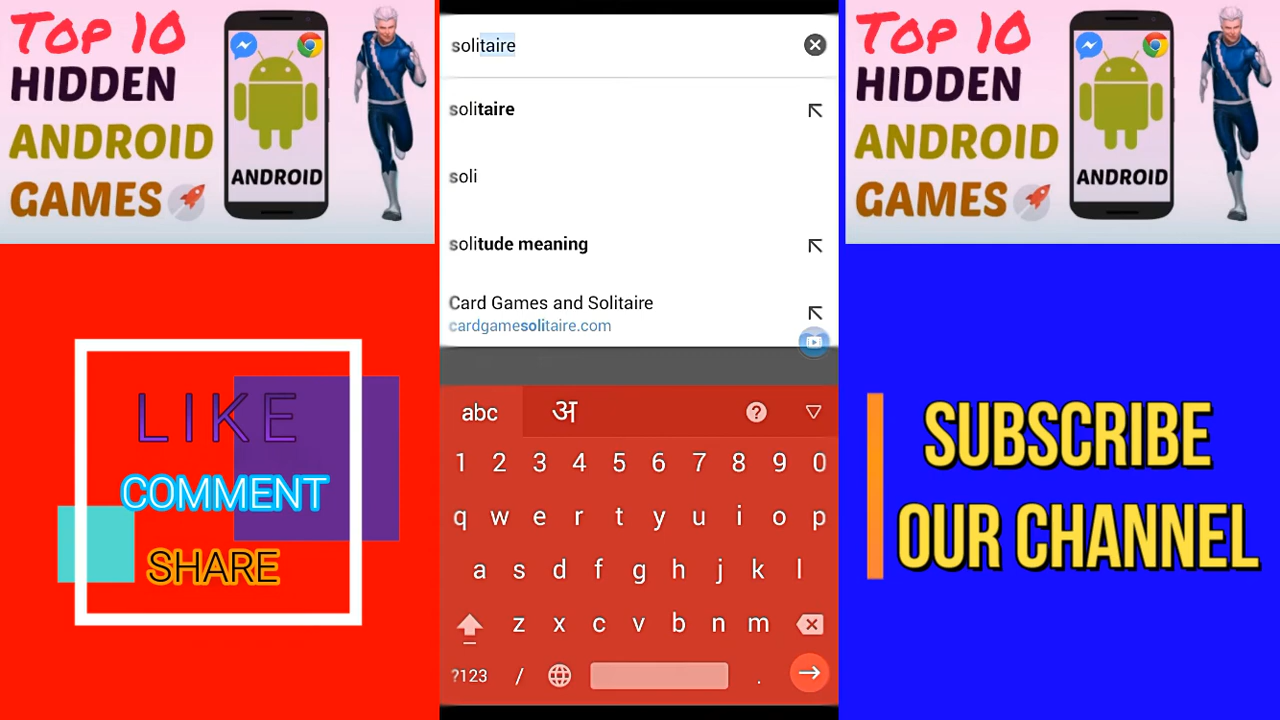 TOP 10
HIDDEN
ANDROID
GAMES
ANDROID
LIKE
COMMENT
SHARE
solitaire
solitaire
soli
solitude meaning
Card Games and Solitaire
cardgamesolitaire.com
abc अ ?
1 2 3 4 5 6 7 8 9 0
q w e r t y u i o p
a s d f g h j k l
z x c v b n m
?123 / .
TOP 10
HIDDEN
ANDROID
GAMES
ANDROID
SUBSCRIBE
OUR CHANNEL